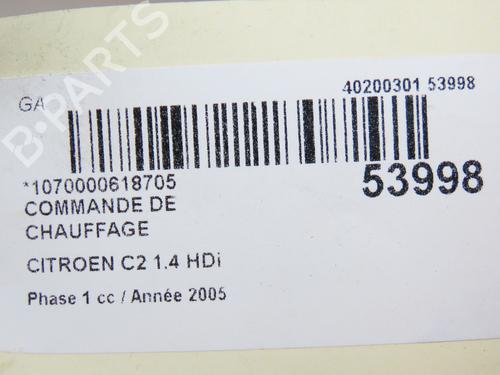 40200301 53998
GA
B-PARTS
*1070000618705
53998
COMMANDE DE
CHAUFFAGE
CITROEN C2 1.4 HDi
Phase 1 cc / Année 2005